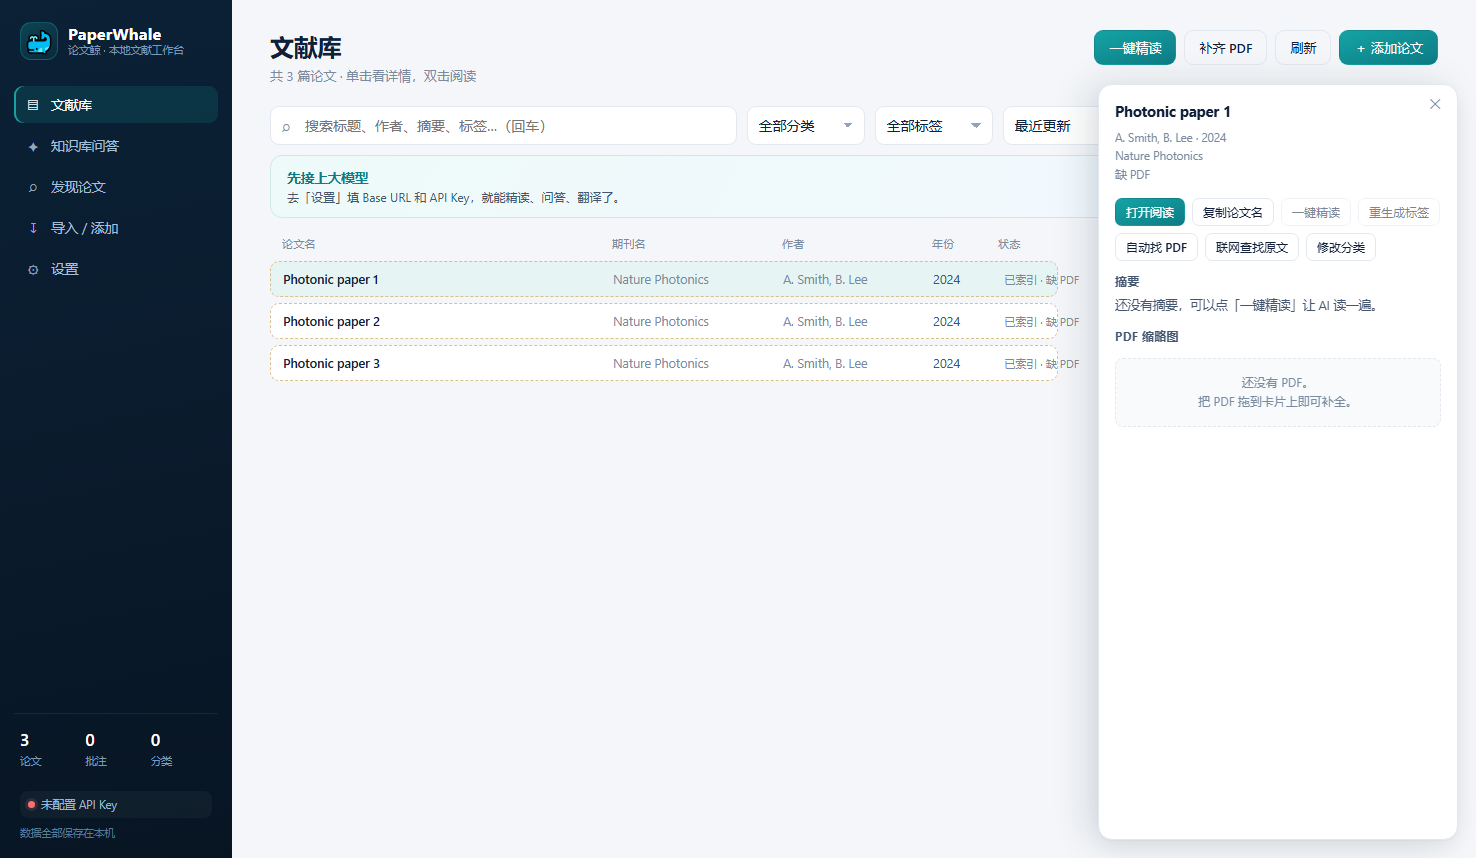 PaperWhale
论文鲸 · 本地文献工作台
文献库
知识库问答
发现论文
导入 / 添加
设置
3
论文
0
批注
0
分类
未配置 API Key
数据全部保存在本机
文献库
共 3 篇论文 · 单击看详情，双击阅读
一键精读
补齐 PDF
刷新
+ 添加论文
搜索标题、作者、摘要、标签...（回车）
全部分类
全部标签
最近更新
先接上大模型
去「设置」填 Base URL 和 API Key，就能精读、问答、翻译了。
论文名 期刊名 作者 年份 状态
Photonic paper 1 Nature Photonics A. Smith, B. Lee 2024 已索引 · 缺 PDF
Photonic paper 2 Nature Photonics A. Smith, B. Lee 2024 已索引 · 缺 PDF
Photonic paper 3 Nature Photonics A. Smith, B. Lee 2024 已索引 · 缺 PDF
Photonic paper 1
A. Smith, B. Lee · 2024
Nature Photonics
缺 PDF
打开阅读 复制论文名 一键精读 重生成标签
自动找 PDF 联网查找原文 修改分类
摘要
还没有摘要，可以点「一键精读」让 AI 读一遍。
PDF 缩略图
还没有 PDF。
把 PDF 拖到卡片上即可补全。